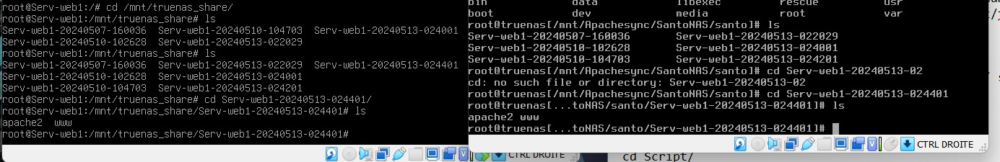 root@Serv-web1:/# cd /mnt/truenas_share/
root@Serv-web1:/mnt/truenas_share# ls
Serv-web1-20240507-160036  Serv-web1-20240510-104703  Serv-web1-20240513-024001
Serv-web1-20240510-102628  Serv-web1-20240513-022029
root@Serv-web1:/mnt/truenas_share# ls
Serv-web1-20240507-160036  Serv-web1-20240513-022029  Serv-web1-20240513-024401
Serv-web1-20240510-102628  Serv-web1-20240513-024001
Serv-web1-20240510-104703  Serv-web1-20240513-024201
root@Serv-web1:/mnt/truenas_share# cd Serv-web1-20240513-024401/
root@Serv-web1:/mnt/truenas_share/Serv-web1-20240513-024401# ls
apache2  www
root@Serv-web1:/mnt/truenas_share/Serv-web1-20240513-024401#
CTRL DROITE
bin data libexec rescue usr
boot dev media root var
root@truenas[/mnt/Apachesync/SantoNAS/santo]# ls
Serv-web1-20240507-160036 Serv-web1-20240513-022029
Serv-web1-20240510-102628 Serv-web1-20240513-024001
Serv-web1-20240510-104703 Serv-web1-20240513-024201
root@truenas[/mnt/Apachesync/SantoNAS/santo]# cd Serv-web1-20240513-02
cd: no such file or directory: Serv-web1-20240513-02
root@truenas[/mnt/Apachesync/SantoNAS/santo]# cd Serv-web1-20240513-024401
root@truenas[...toNAS/santo/Serv-web1-20240513-024401]# ls
apache2 www
root@truenas[...toNAS/santo/Serv-web1-20240513-024401]#
CTRL DROITE
cd Script/